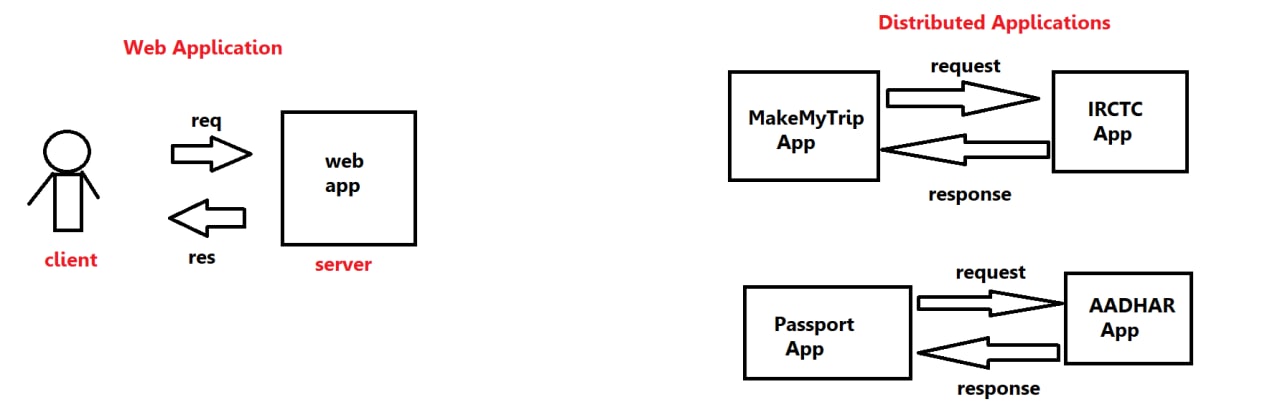 Web Application
req
web
app
res
client
server
Distributed Applications
request
MakeMyTrip
App
IRCTC
App
response
request
Passport
App
AADHAR
App
response